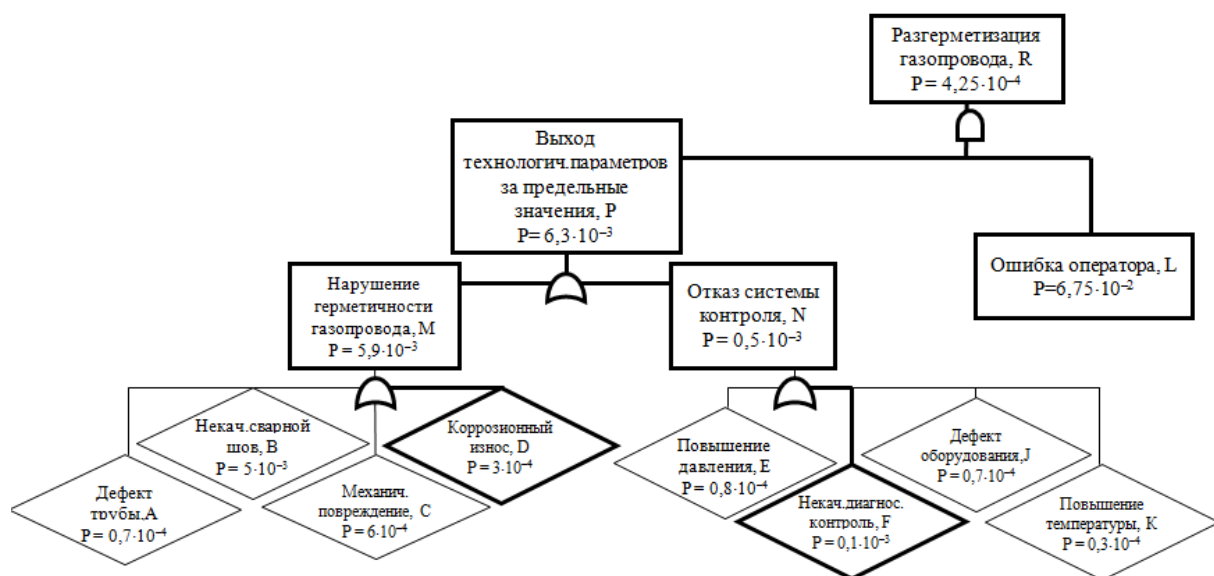 Разгерметизация
газопровода, R
P = 4,25·10⁻⁴
Выход
технологич.параметров
за предельные
значения, P
P= 6,3·10⁻³
Ошибка оператора, L
P=6,75·10⁻²
Нарушение
герметичности
газопровода, M
P = 5,9·10⁻³
Отказ системы
контроля, N
P = 0,5·10⁻³
Некач.сварной
шов, B
P = 5·10⁻³
Коррозионный
износ, D
P =3·10⁻⁴
Дефект
трубы,A
P = 0,7·10⁻⁴
Механич.
повреждение, C
P=6·10⁻⁴
Повышение
давления, E
P = 0,8·10⁻⁴
Дефект
оборудования,J
P=0,7·10⁻⁴
Некач.диагнос.
контроль, F
P = 0,1·10⁻³
Повышение
температуры, K
P = 0,3·10⁻⁴